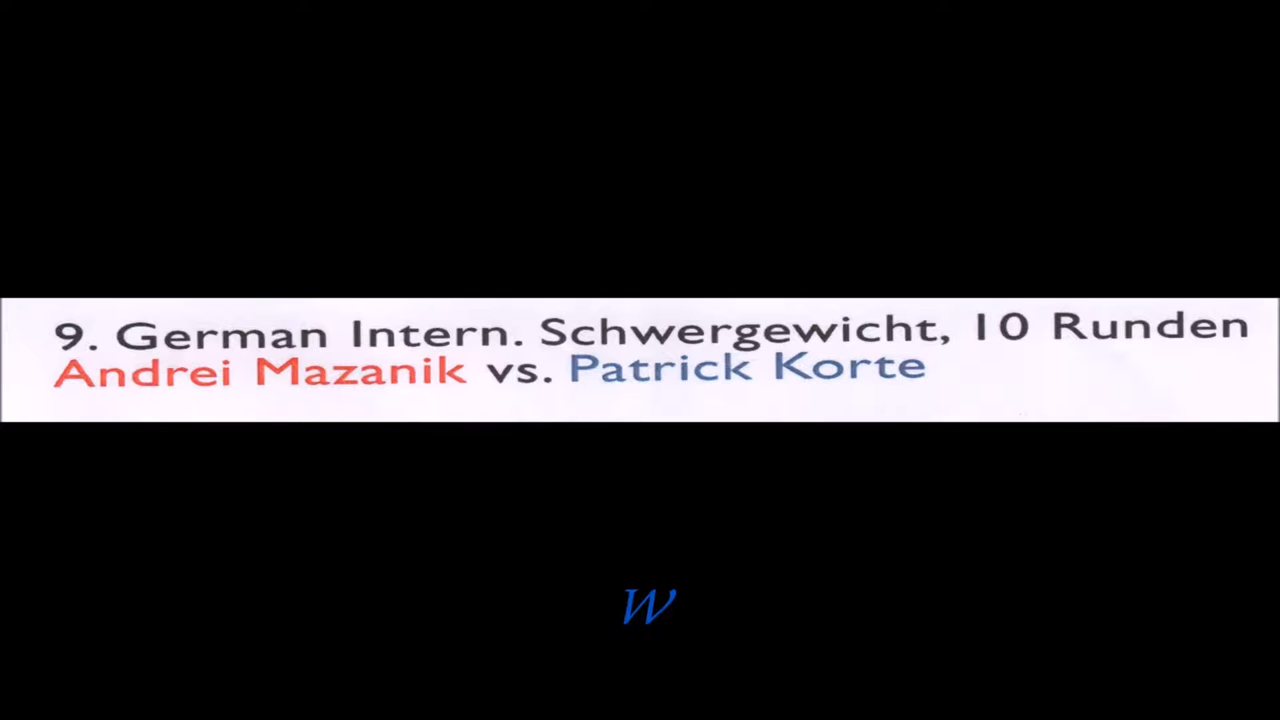 9. German Intern. Schwergewicht, 10 Runden
Andrei Mazanik vs. Patrick Korte
W